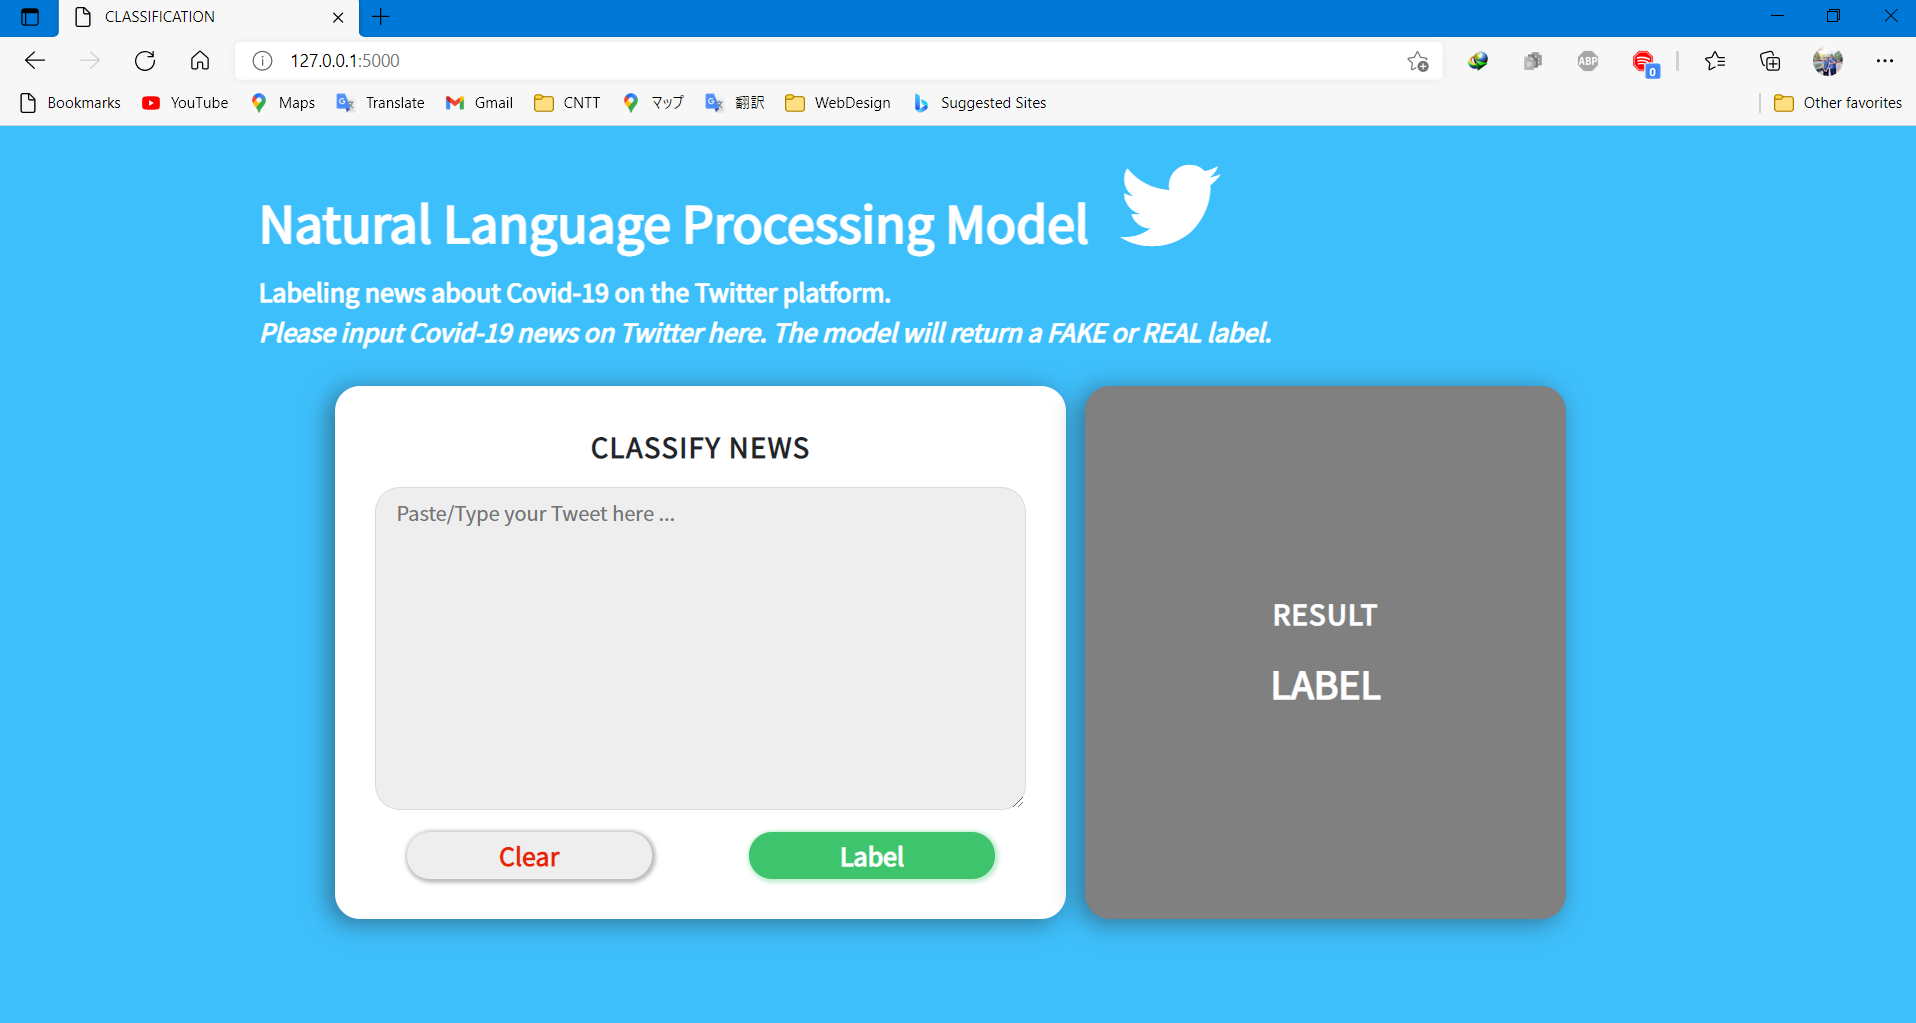 CLASSIFICATION
127.0.0.1:5000
ABP
0
Bookmarks YouTube Maps Translate Gmail CNTT マップ 翻訳 WebDesign Suggested Sites Other favorites
Natural Language Processing Model
Labeling news about Covid-19 on the Twitter platform.
Please input Covid-19 news on Twitter here. The model will return a FAKE or REAL label.
CLASSIFY NEWS
Paste/Type your Tweet here ...
Clear
Label
RESULT
LABEL